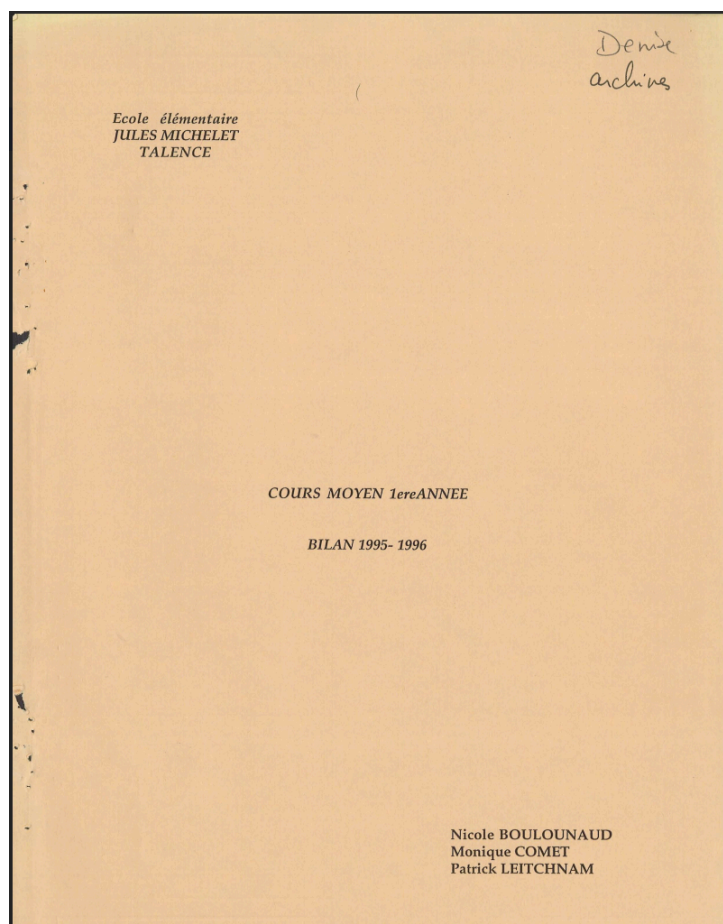 Denise
archives
Ecole élémentaire
JULES MICHELET
TALENCE
COURS MOYEN 1ereANNEE
BILAN 1995- 1996
Nicole BOULOUNAUD
Monique COMET
Patrick LEITCHNAM